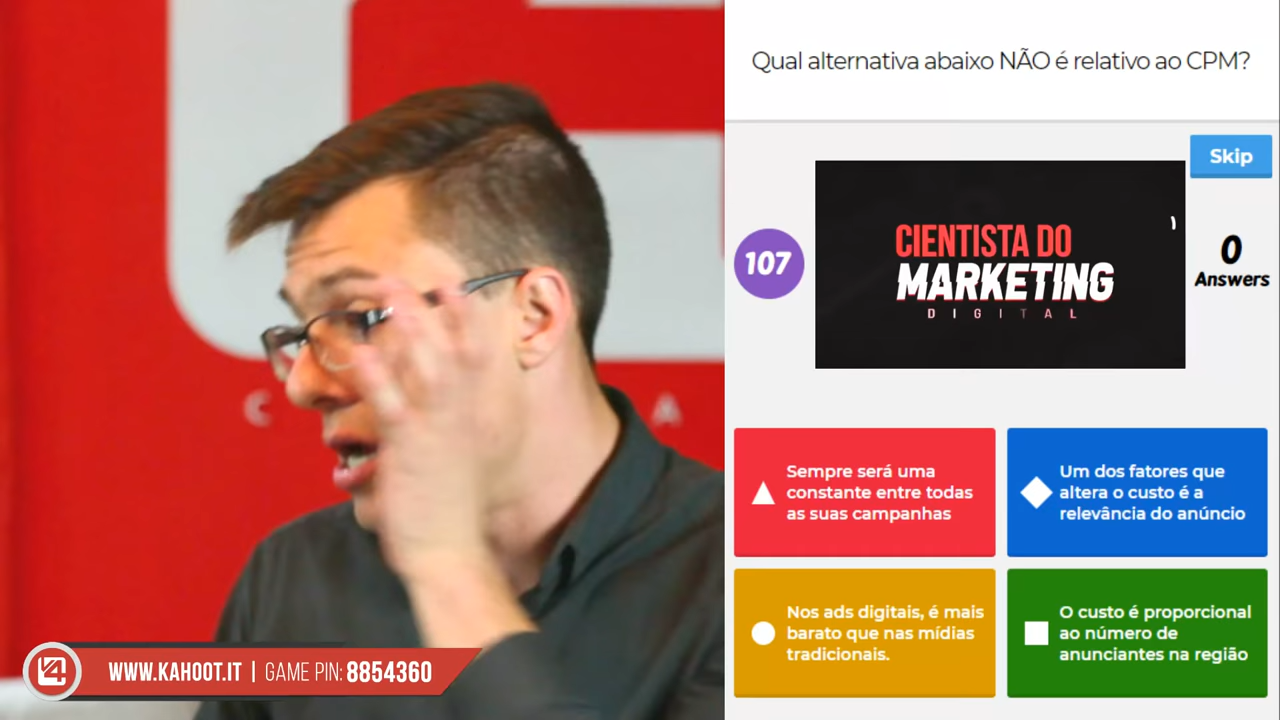 Qual alternativa abaixo NÃO é relativo ao CPM?
Skip
107
CIENTISTA DO
MARKETING
DIGITAL
0
Answers
C
A
Sempre será uma
constante entre todas
as suas campanhas
Um dos fatores que
altera o custo é a
relevância do anúncio
Nos ads digitais, é mais
barato que nas mídias
tradicionais.
O custo é proporcional
ao número de
anunciantes na região
V4
WWW.KAHOOT.IT | GAME PIN: 8854360